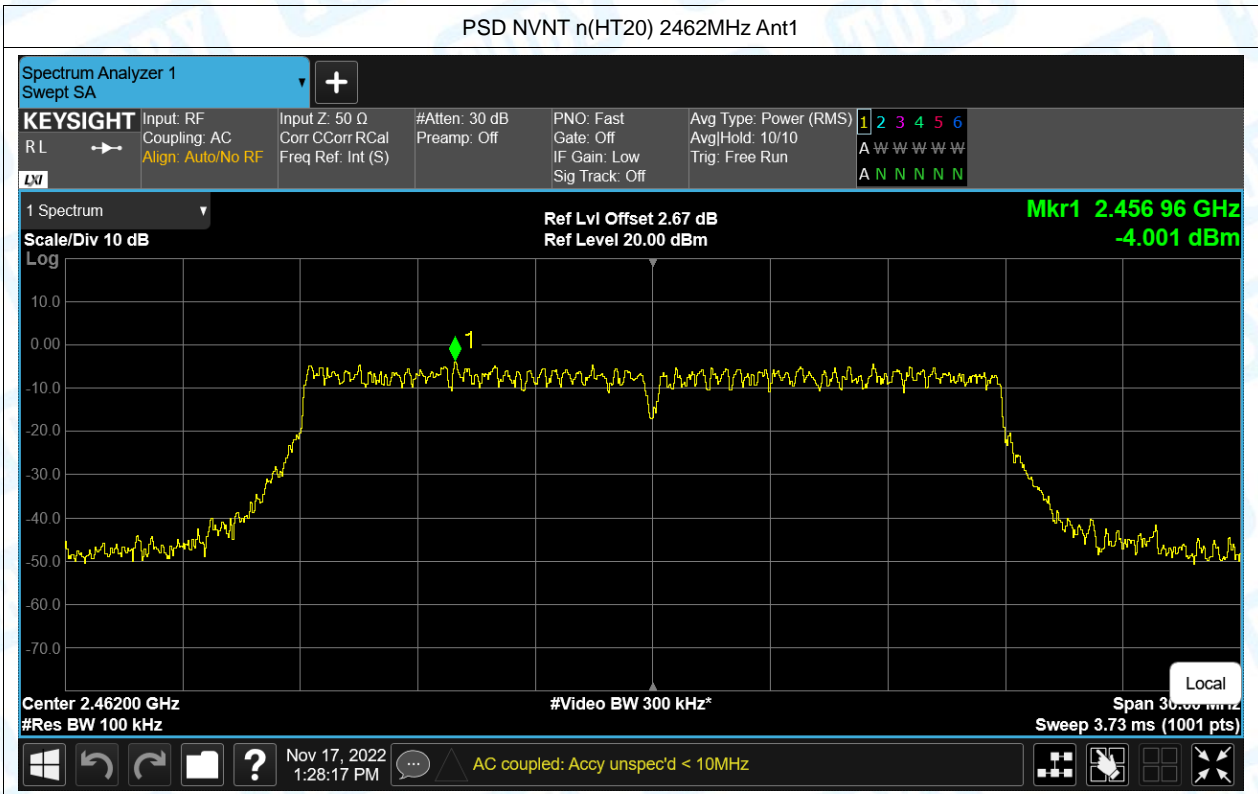 PSD NVNT n(HT20) 2462MHz Ant1
Spectrum Analyzer 1
Swept SA
KEYSIGHT
RL
LXI
Input: RF
Coupling: AC
Align: Auto/No RF
Input Z: 50 Ω
Corr CCorr RCal
Freq Ref: Int (S)
#Atten: 30 dB
Preamp: Off
PNO: Fast
Gate: Off
IF Gain: Low
Sig Track: Off
Avg Type: Power (RMS)
Avg|Hold: 10/10
Trig: Free Run
1 2 3 4 5 6
A W W W W W
A N N N N N
1 Spectrum
Scale/Div 10 dB
Log
Ref Lvl Offset 2.67 dB
Ref Level 20.00 dBm
Mkr1 2.456 96 GHz
-4.001 dBm
10.0
0.00
1
-10.0
-20.0
-30.0
-40.0
-50.0
-60.0
-70.0
Local
Center 2.46200 GHz
#Video BW 300 kHz*
Span 30.00 MHz
#Res BW 100 kHz
Sweep 3.73 ms (1001 pts)
?
Nov 17, 2022
1:28:17 PM
AC coupled: Accy unspec'd < 10MHz